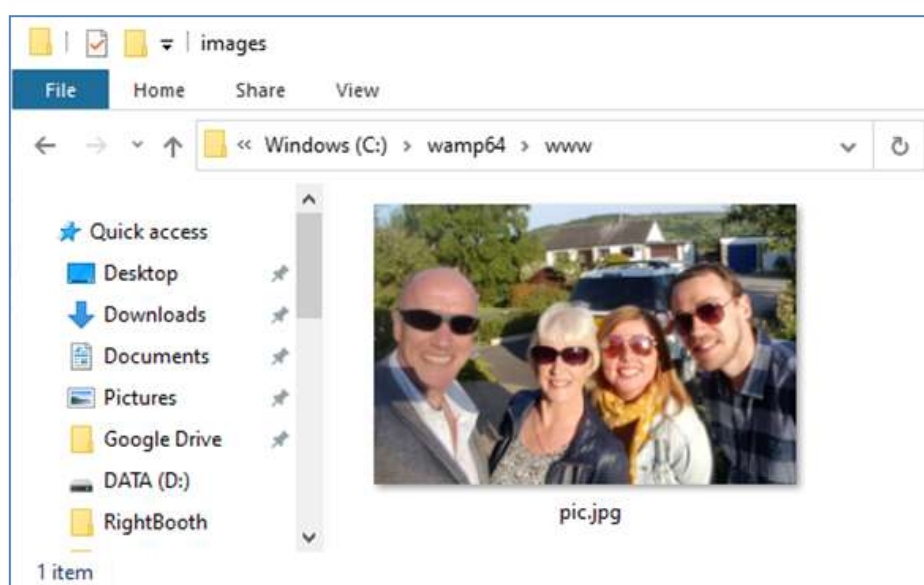 images
File Home Share View
« Windows (C:) > wamp64 > www
Quick access
Desktop
Downloads
Documents
Pictures
Google Drive
DATA (D:)
RightBooth
pic.jpg
1 item